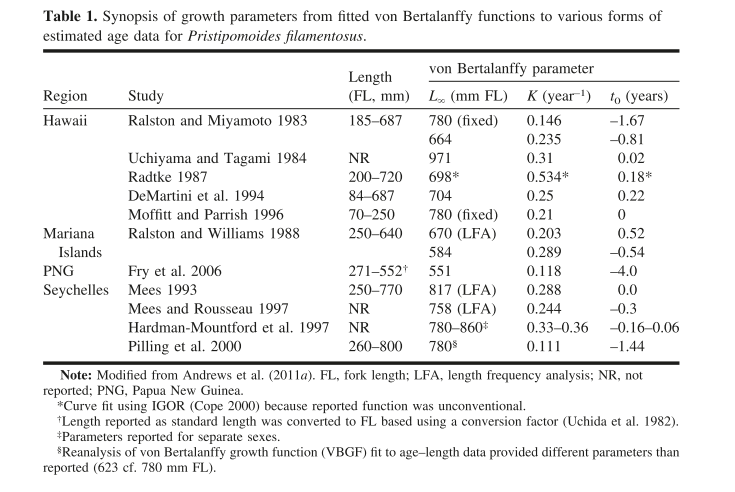 Table 1. Synopsis of growth parameters from fitted von Bertalanffy functions to various forms of
estimated age data for Pristipomoides filamentosus.
von Bertalanffy parameter
Region Study Length (FL, mm) L∞ (mm FL) K (year–1) t0 (years)
Hawaii Ralston and Miyamoto 1983 185–687 780 (fixed) 0.146 –1.67
664 0.235 –0.81
Uchiyama and Tagami 1984 NR 971 0.31 0.02
Radtke 1987 200–720 698* 0.534* 0.18*
DeMartini et al. 1994 84–687 704 0.25 0.22
Moffitt and Parrish 1996 70–250 780 (fixed) 0.21 0
Mariana Ralston and Williams 1988 250–640 670 (LFA) 0.203 0.52
Islands 584 0.289 –0.54
PNG Fry et al. 2006 271–552† 551 0.118 –4.0
Seychelles Mees 1993 250–770 817 (LFA) 0.288 0.0
Mees and Rousseau 1997 NR 758 (LFA) 0.244 –0.3
Hardman-Mountford et al. 1997 NR 780–860‡ 0.33–0.36 –0.16–0.06
Pilling et al. 2000 260–800 780§ 0.111 –1.44
Note: Modified from Andrews et al. (2011a). FL, fork length; LFA, length frequency analysis; NR, not
reported; PNG, Papua New Guinea.
*Curve fit using IGOR (Cope 2000) because reported function was unconventional.
†Length reported as standard length was converted to FL based using a conversion factor (Uchida et al. 1982).
‡Parameters reported for separate sexes.
§Reanalysis of von Bertalanffy growth function (VBGF) fit to age–length data provided different parameters than
reported (623 cf. 780 mm FL).